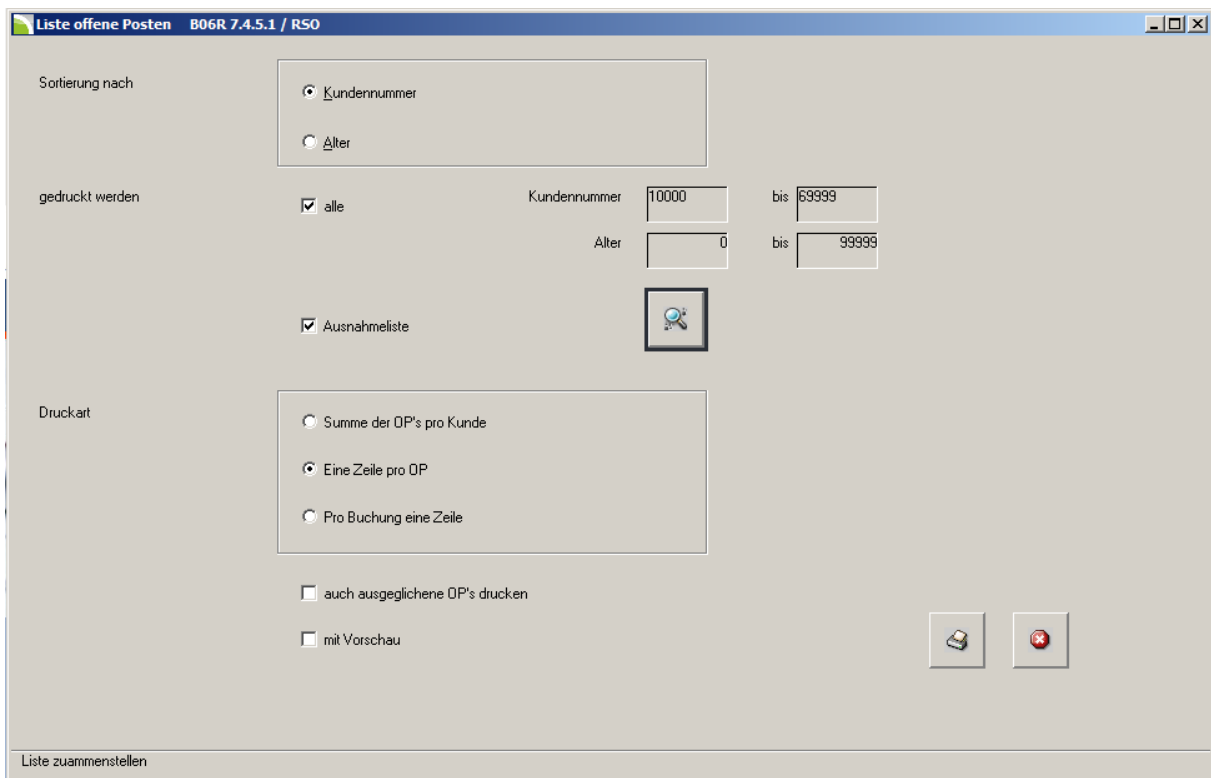 Liste offene Posten B06R 7.4.5.1 / RSO
Sortierung nach
Kundennummer
Alter
gedruckt werden
alle
Kundennummer 10000 bis 69999
Alter 0 bis 99999
Ausnahmeliste
Druckart
Summe der OP's pro Kunde
Eine Zeile pro OP
Pro Buchung eine Zeile
auch ausgeglichene OP's drucken
mit Vorschau
Liste zuammenstellen